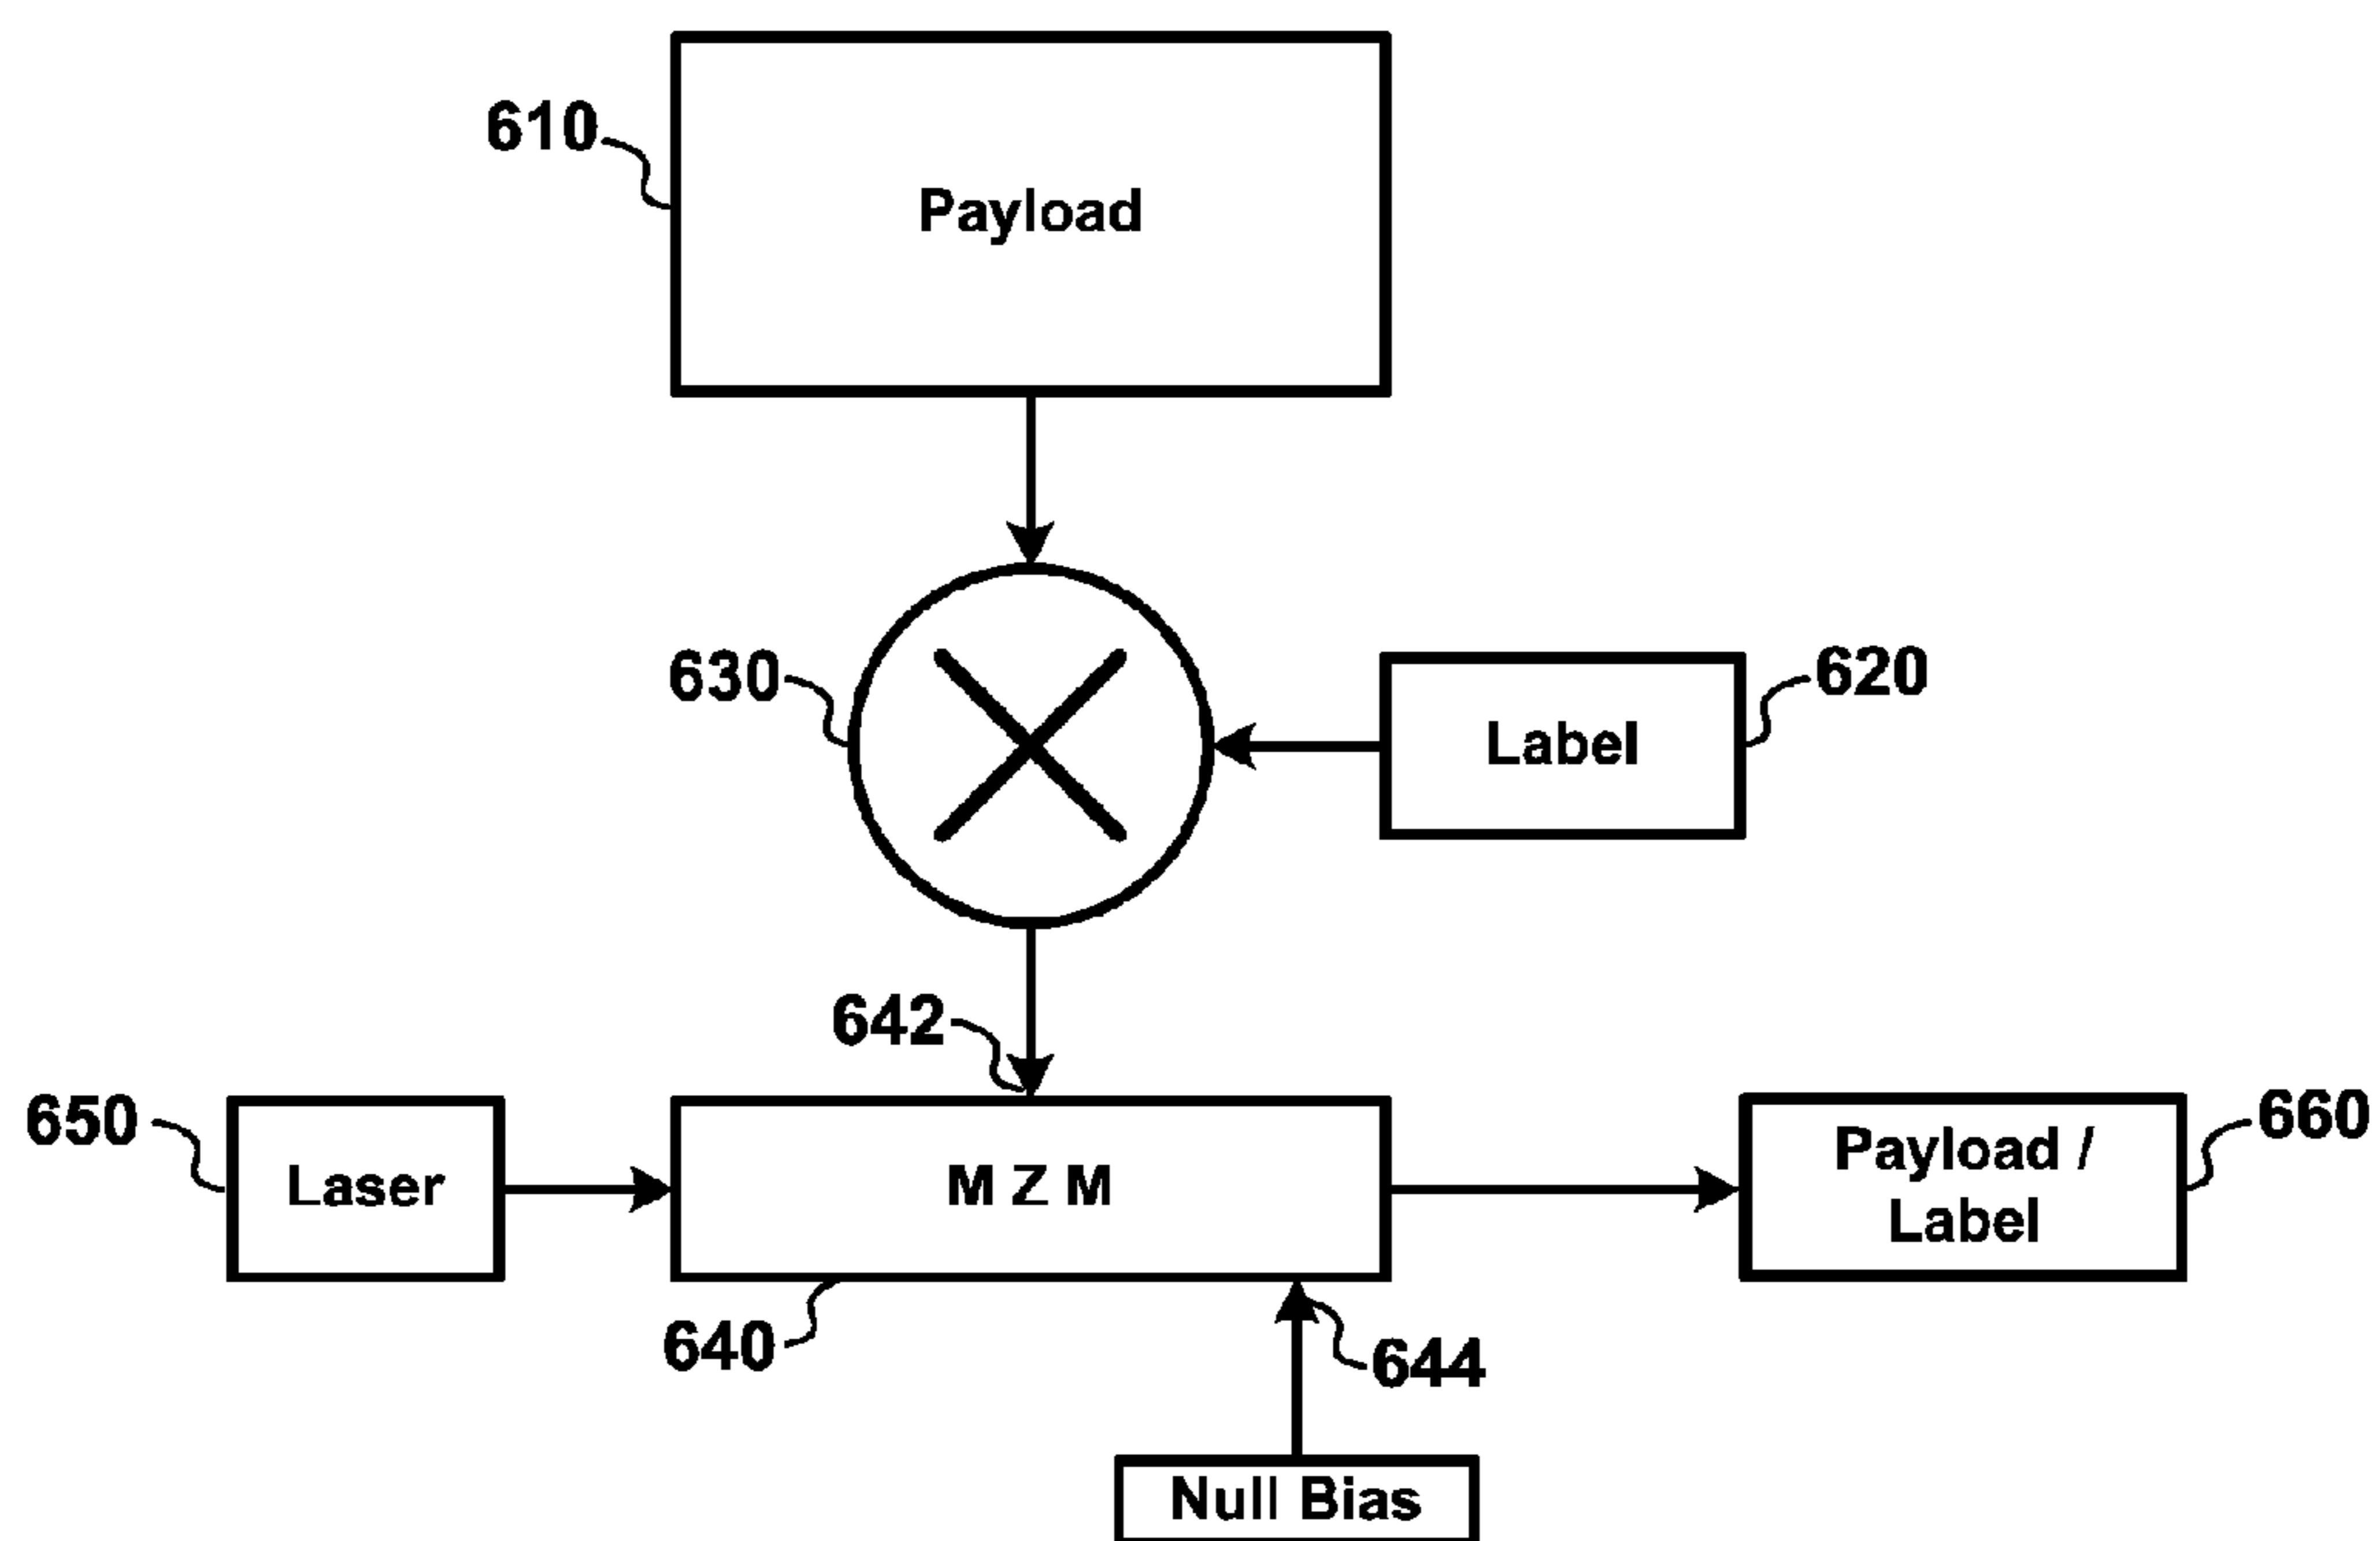 610
Payload
630
Label
620
642
650
Laser
M Z M
Payload /
Label
660
640
644
Null Bias